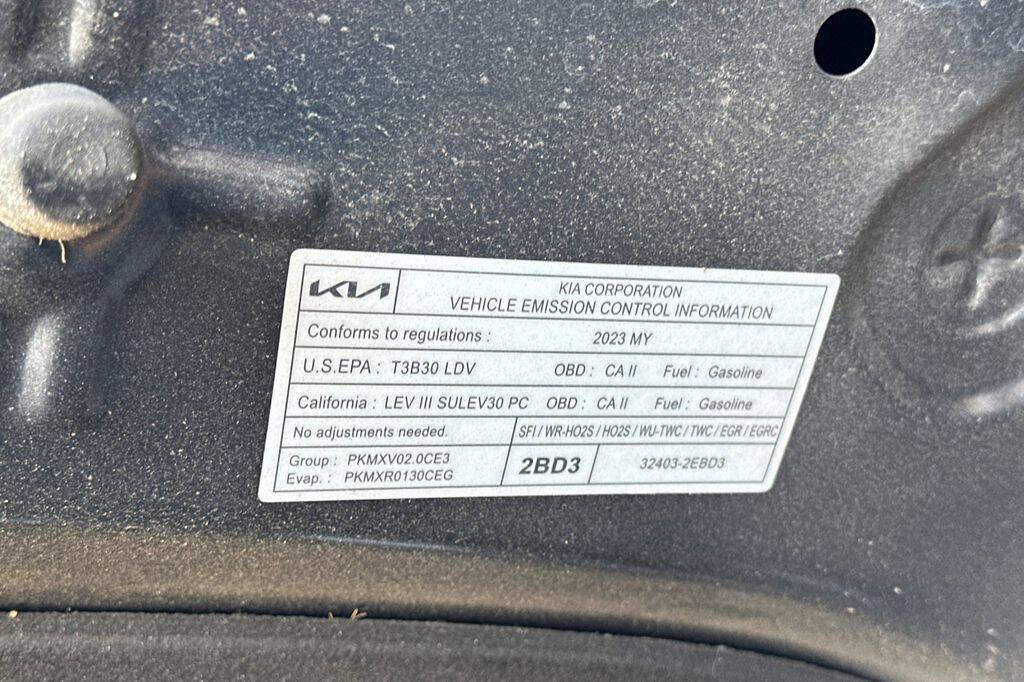 KIA
KIA CORPORATION
VEHICLE EMISSION CONTROL INFORMATION
Conforms to regulations : 2023 MY
U.S.EPA : T3B30 LDV OBD : CA II Fuel : Gasoline
California : LEV III SULEV30 PC OBD : CA II Fuel : Gasoline
No adjustments needed. SFI / WR-HO2S / HO2S / WU-TWC / TWC / EGR / EGRC
Group : PKMXV02.0CE3
Evap. : PKMXR0130CEG
2BD3 32403-2EBD3